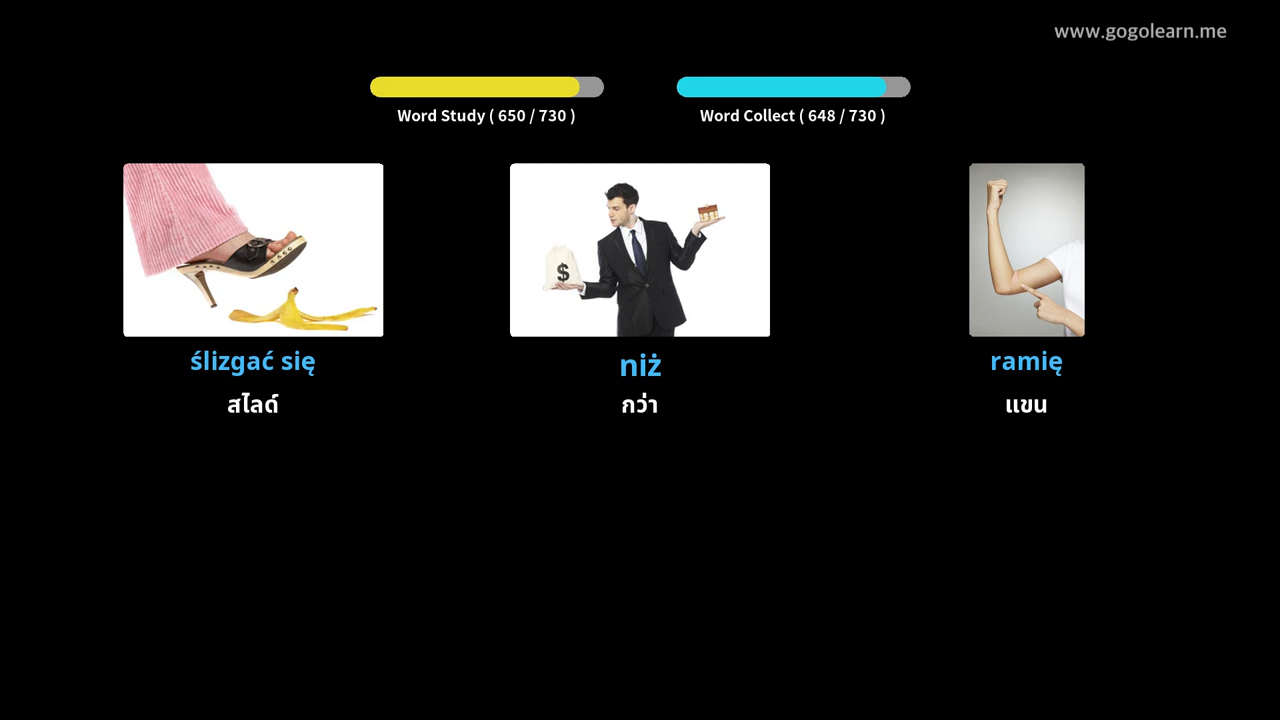 www.gogolearn.me
Word Study ( 650 / 730 )
Word Collect ( 648 / 730 )
$
ślizgać się
niż
ramię
สไลด์
กว่า
แขน